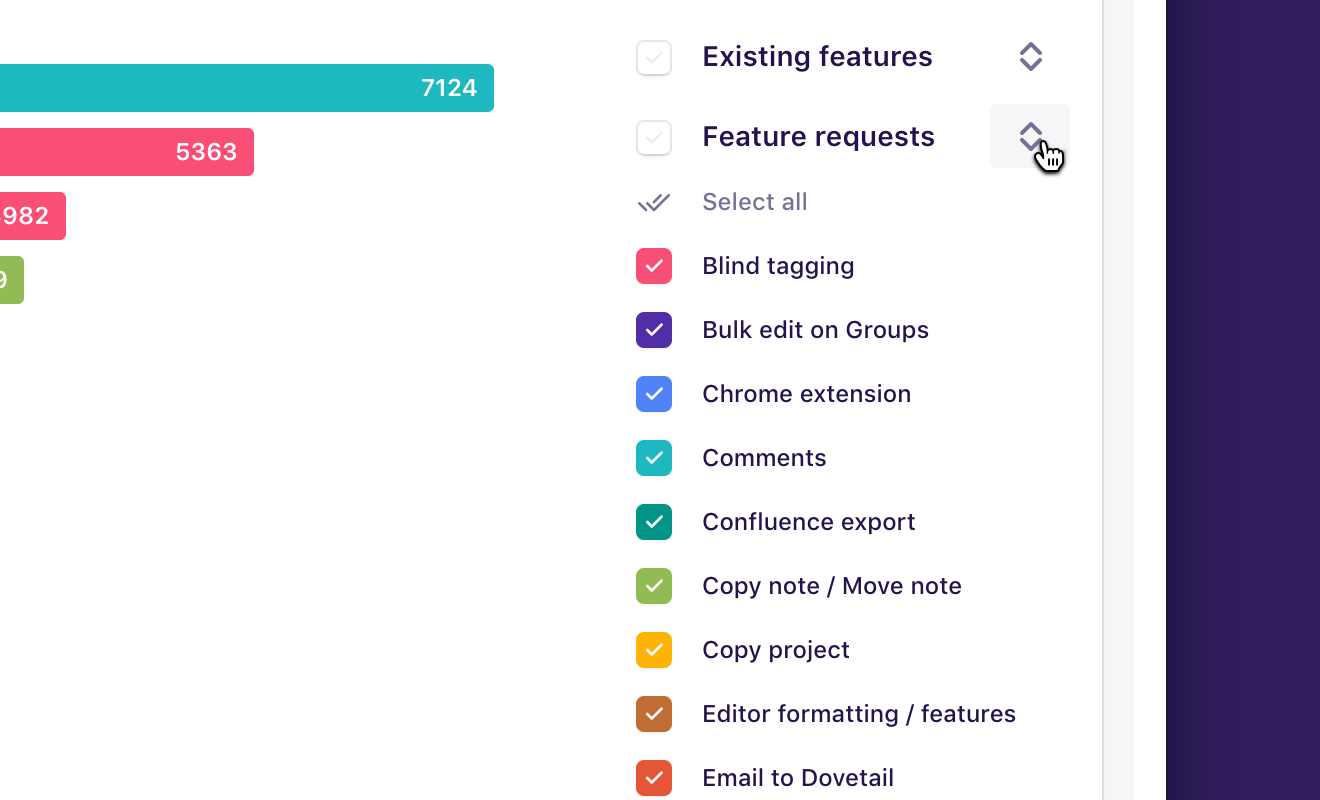 Existing features
7124
Feature requests
5363
Select all
982
Blind tagging
9
Bulk edit on Groups
Chrome extension
Comments
Confluence export
Copy note / Move note
Copy project
Editor formatting / features
Email to Dovetail